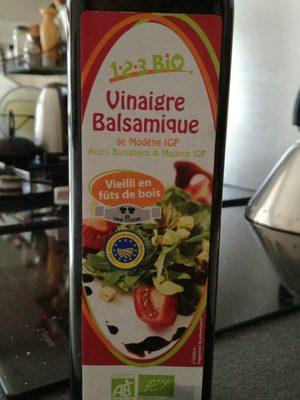 1.2.3 BiO
Vinaigre
Balsamique
de Modène IGP
Aceto Balsamico di Modena IGP
Vieilli en
fûts de bois
AB